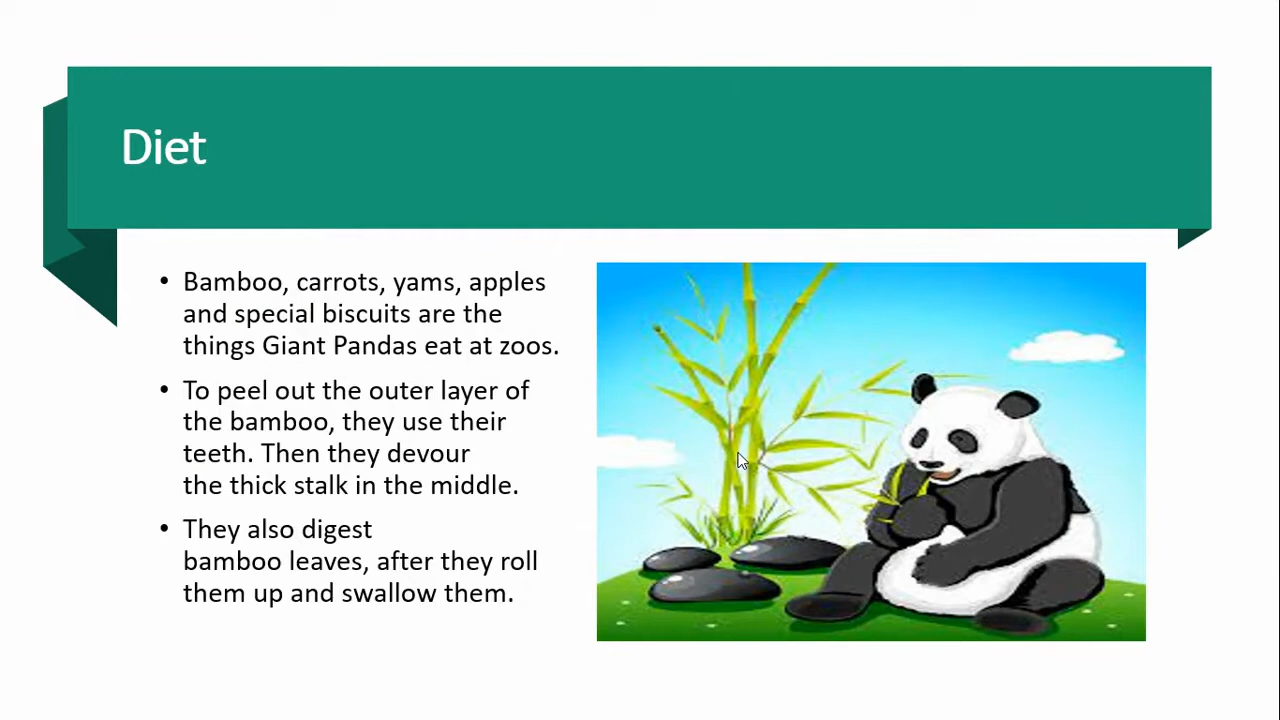 Diet
• Bamboo, carrots, yams, apples
and special biscuits are the
things Giant Pandas eat at zoos.
• To peel out the outer layer of
the bamboo, they use their
teeth. Then they devour
the thick stalk in the middle.
• They also digest
bamboo leaves, after they roll
them up and swallow them.